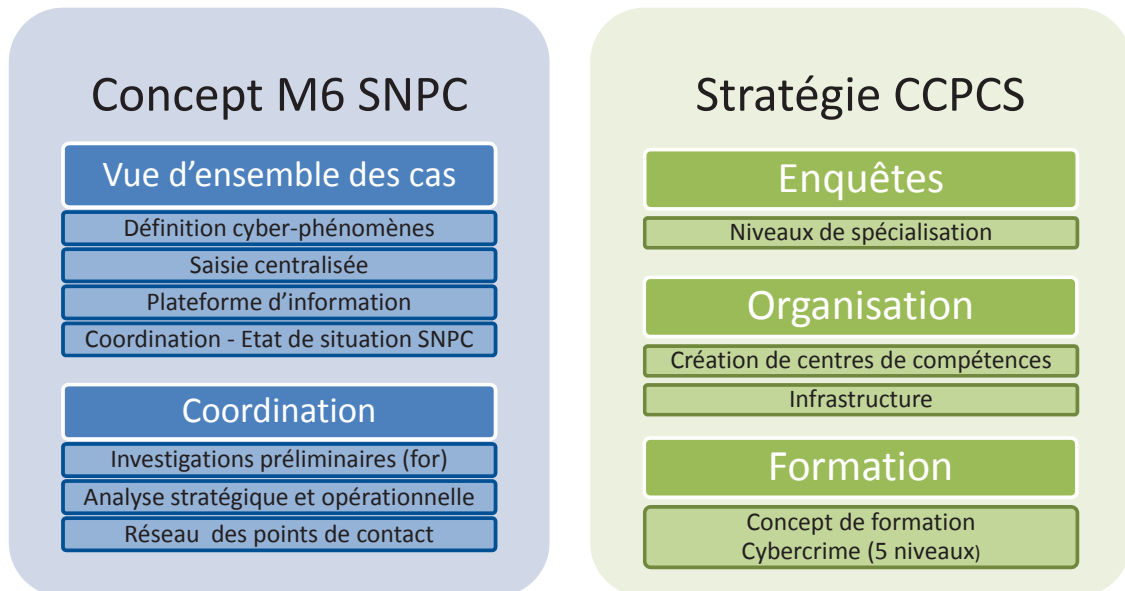 Concept M6 SNPC
Vue d’ensemble des cas
Définition cyber-phénomènes
Saisie centralisée
Plateforme d’information
Coordination - Etat de situation SNPC
Coordination
Investigations préliminaires (for)
Analyse stratégique et opérationnelle
Réseau des points de contact
Stratégie CCPCS
Enquêtes
Niveaux de spécialisation
Organisation
Création de centres de compétences
Infrastructure
Formation
Concept de formation
Cybercrime (5 niveaux)